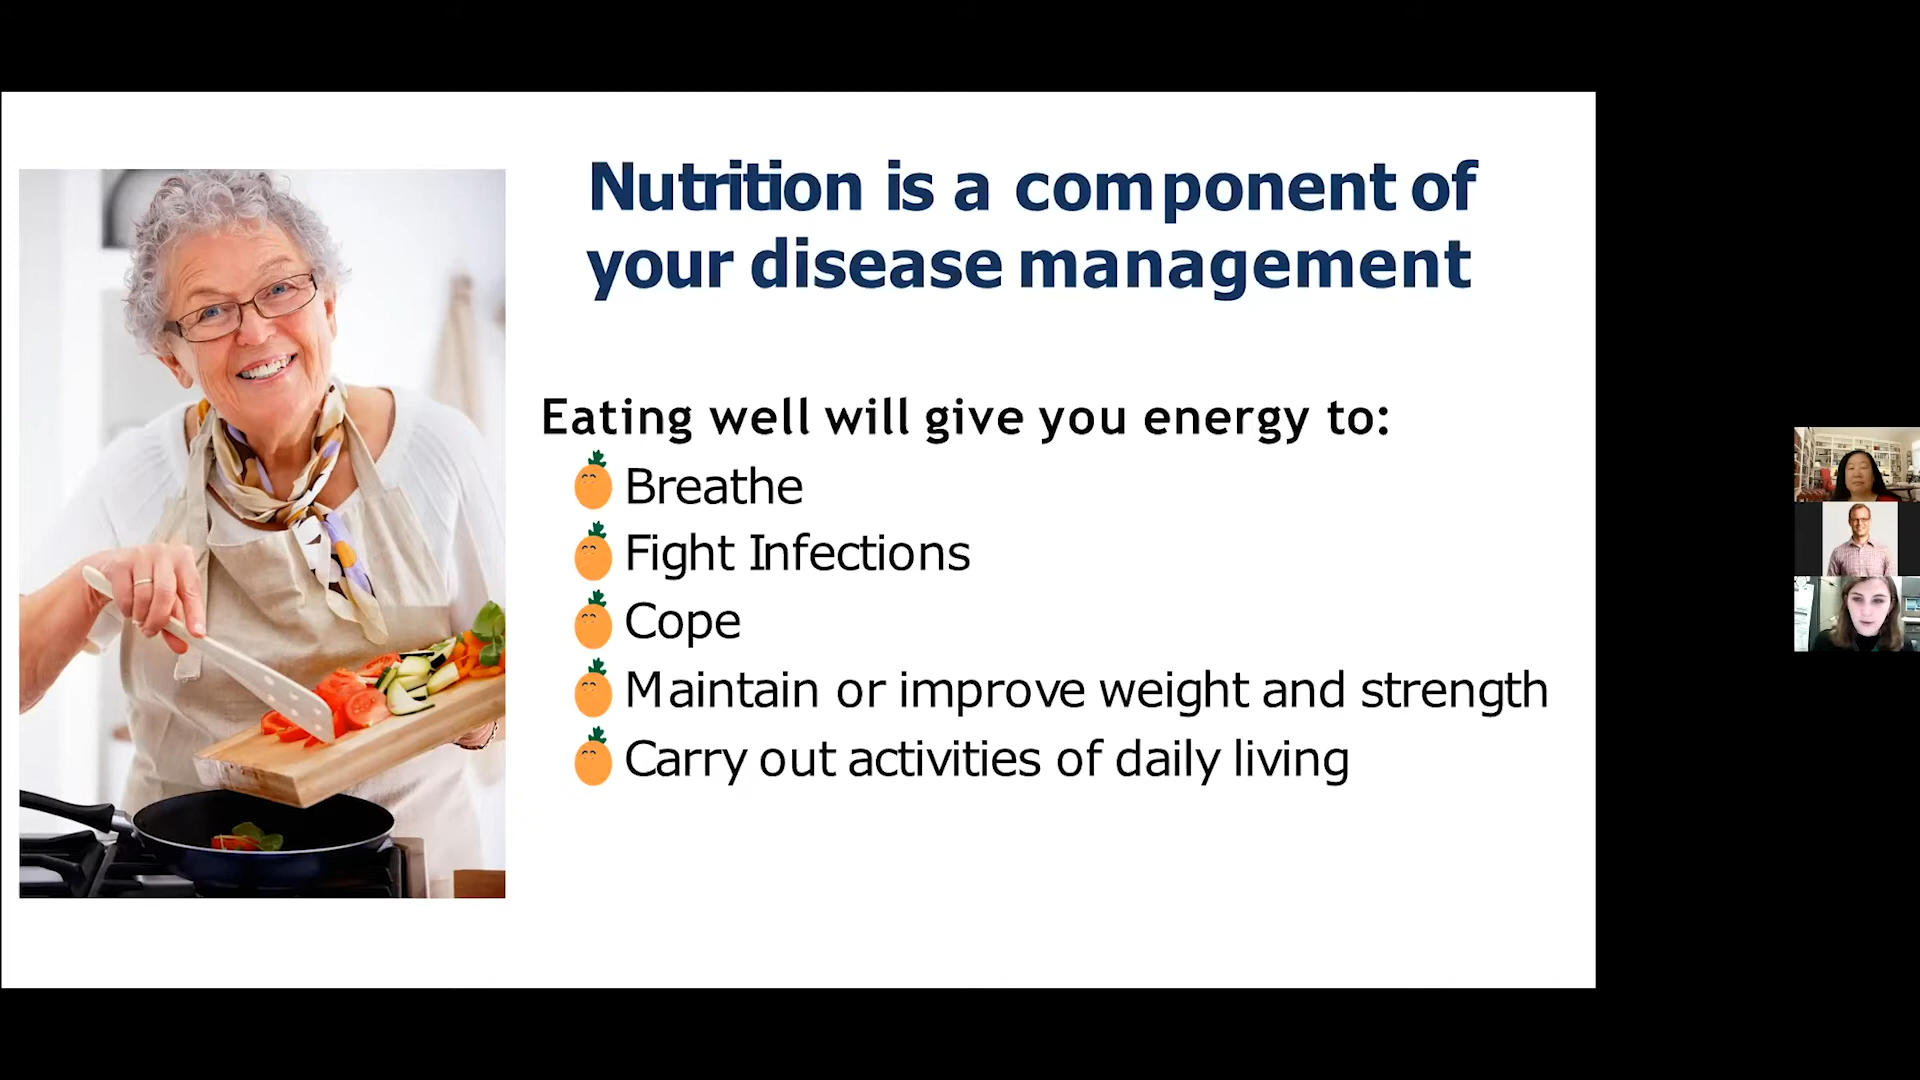 Nutrition is a component of
your disease management
Eating well will give you energy to:
Breathe
Fight Infections
Cope
Maintain or improve weight and strength
Carry out activities of daily living